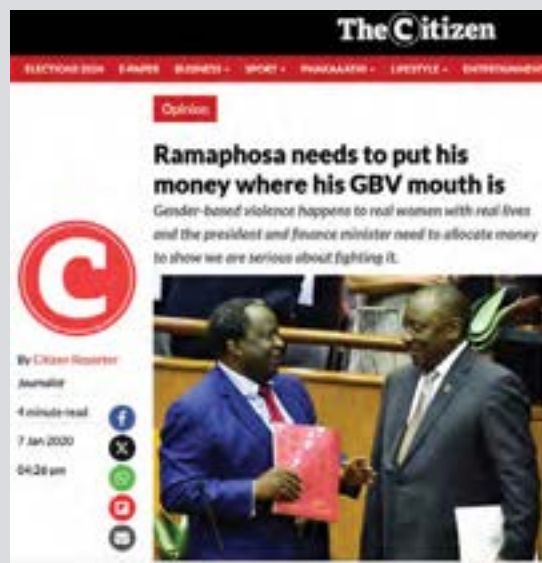 The Citizen
ELECTIONS 2024 E-PAPER BUSINESS SPORT PHAKAAATHI LIFESTYLE ENTERTAINMENT
Opinion
Ramaphosa needs to put his
money where his GBV mouth is
Gender-based violence happens to real women with real lives
and the president and finance minister need to allocate money
to show we are serious about fighting it.
C
By Citizen Reporter
Journalist
4 minute read
7 Jan 2020
04:26 pm